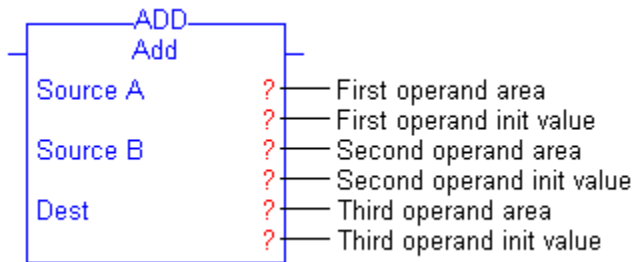 ADD
Add
Source A ? First operand area
? First operand init value
Source B ? Second operand area
? Second operand init value
Dest ? Third operand area
? Third operand init value